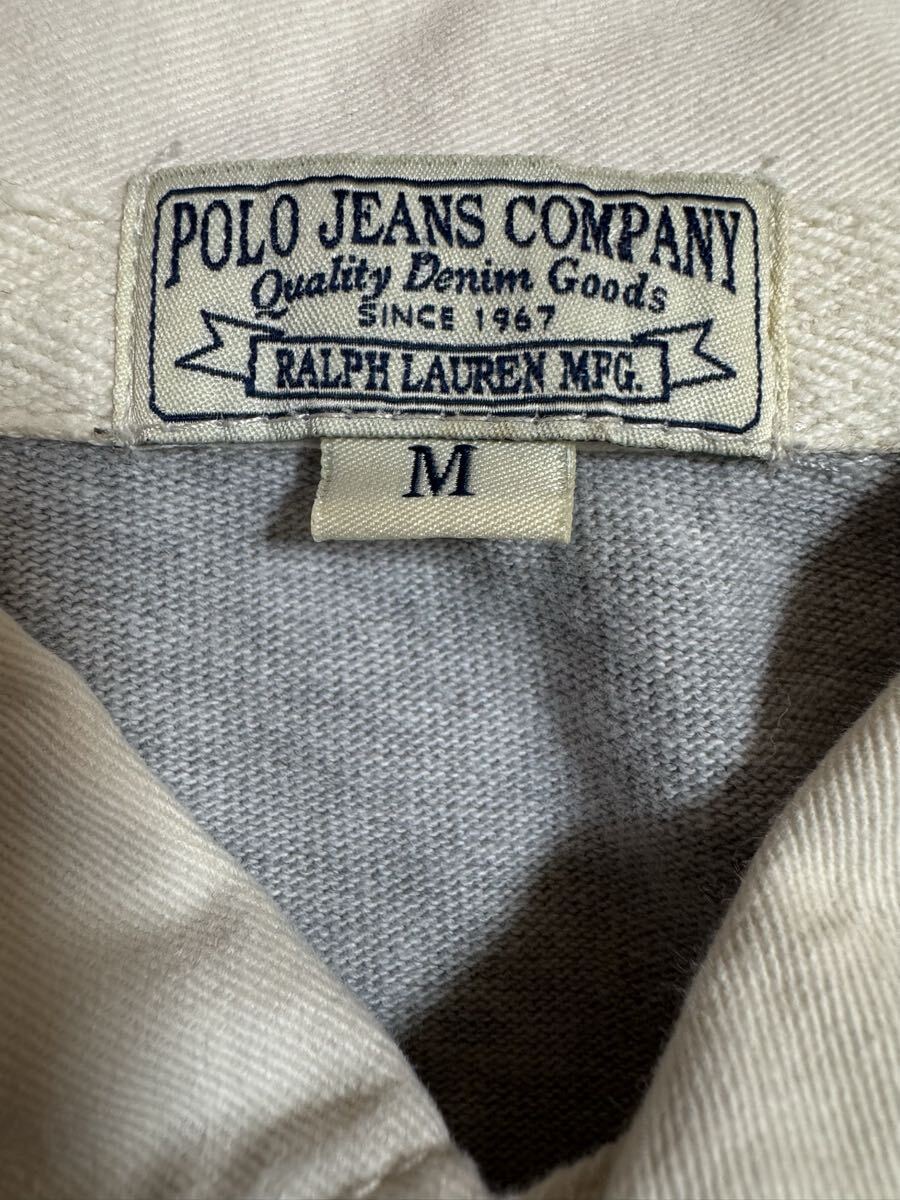 POLO JEANS COMPANY
Quality Denim Goods
SINCE 1967
RALPH LAUREN MFG.
M